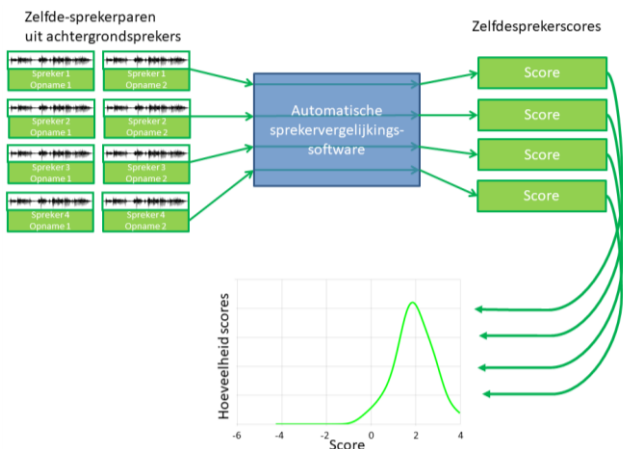 Zelfde-sprekerparen
uit achtergrondsprekers
Spreker 1
Opname 1
Spreker 1
Opname 2
Spreker 2
Opname 1
Spreker 2
Opname 2
Spreker 3
Opname 1
Spreker 3
Opname 2
Spreker 4
Opname 1
Spreker 4
Opname 2
Automatische
sprekervergelijkings-
software
Zelfdesprekerscores
Score
Score
Score
Score
Hoeveelheid scores
-6 -4 -2 0 2 4
Score